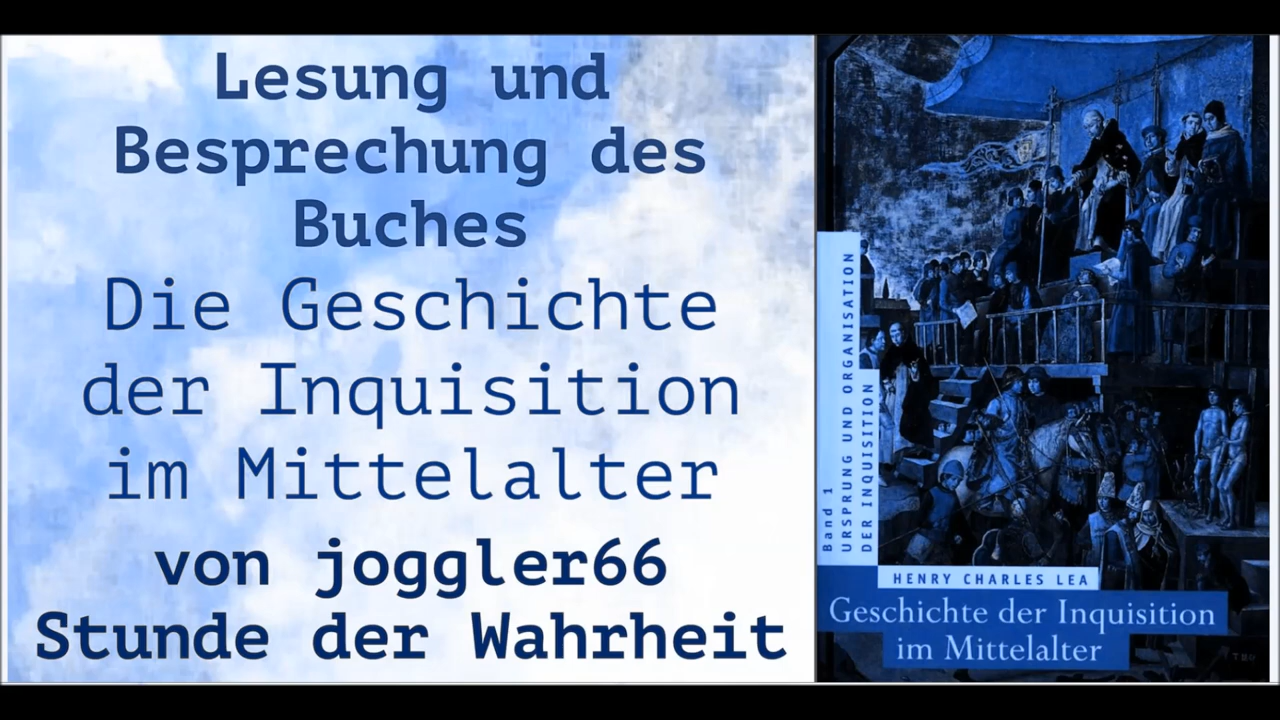 Lesung und
Besprechung des
Buches
Die Geschichte
der Inquisition
im Mittelalter
von joggler66
Stunde der Wahrheit
Band 1
URSPRUNG UND ORGANISATION
DER INQUISITION
HENRY CHARLES LEA
Geschichte der Inquisition
im Mittelalter